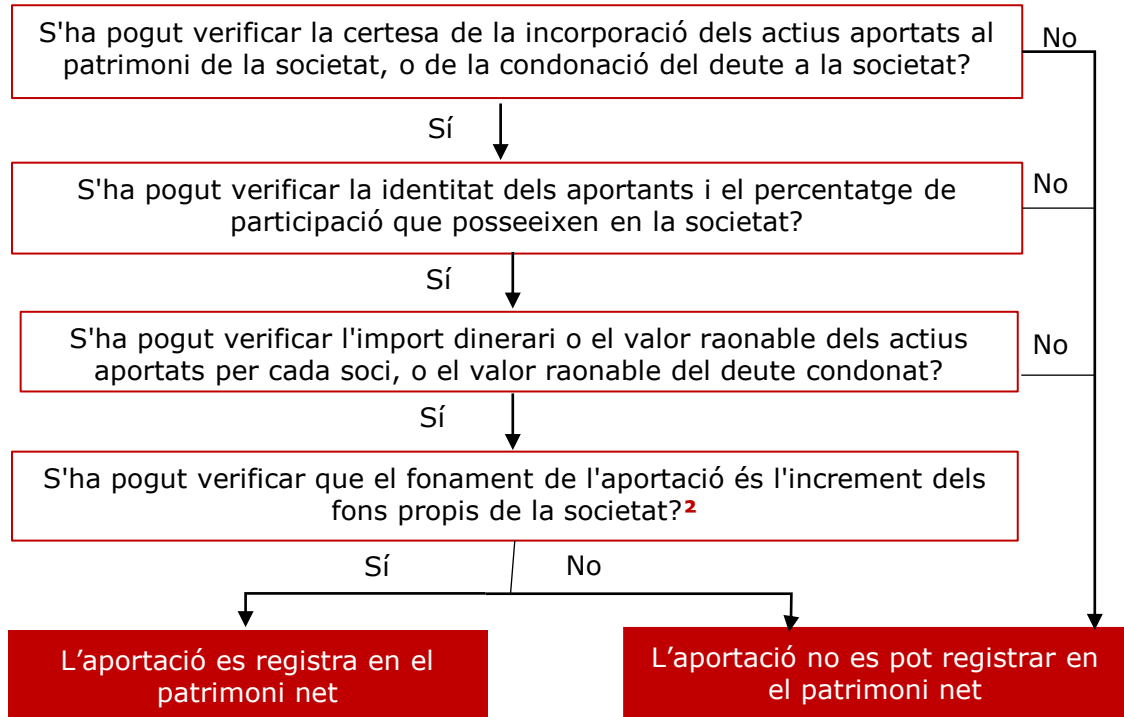 S'ha pogut verificar la certesa de la incorporació dels actius aportats al
patrimoni de la societat, o de la condonació del deute a la societat?
No
Sí
S'ha pogut verificar la identitat dels aportants i el percentatge de
participació que posseeixen en la societat?
No
Sí
S'ha pogut verificar l'import dinerari o el valor raonable dels actius
aportats per cada soci, o el valor raonable del deute condonat?
No
Sí
S'ha pogut verificar que el fonament de l'aportació és l'increment dels
fons propis de la societat?²
Sí
No
L’aportació es registra en el
patrimoni net
L’aportació no es pot registrar en
el patrimoni net